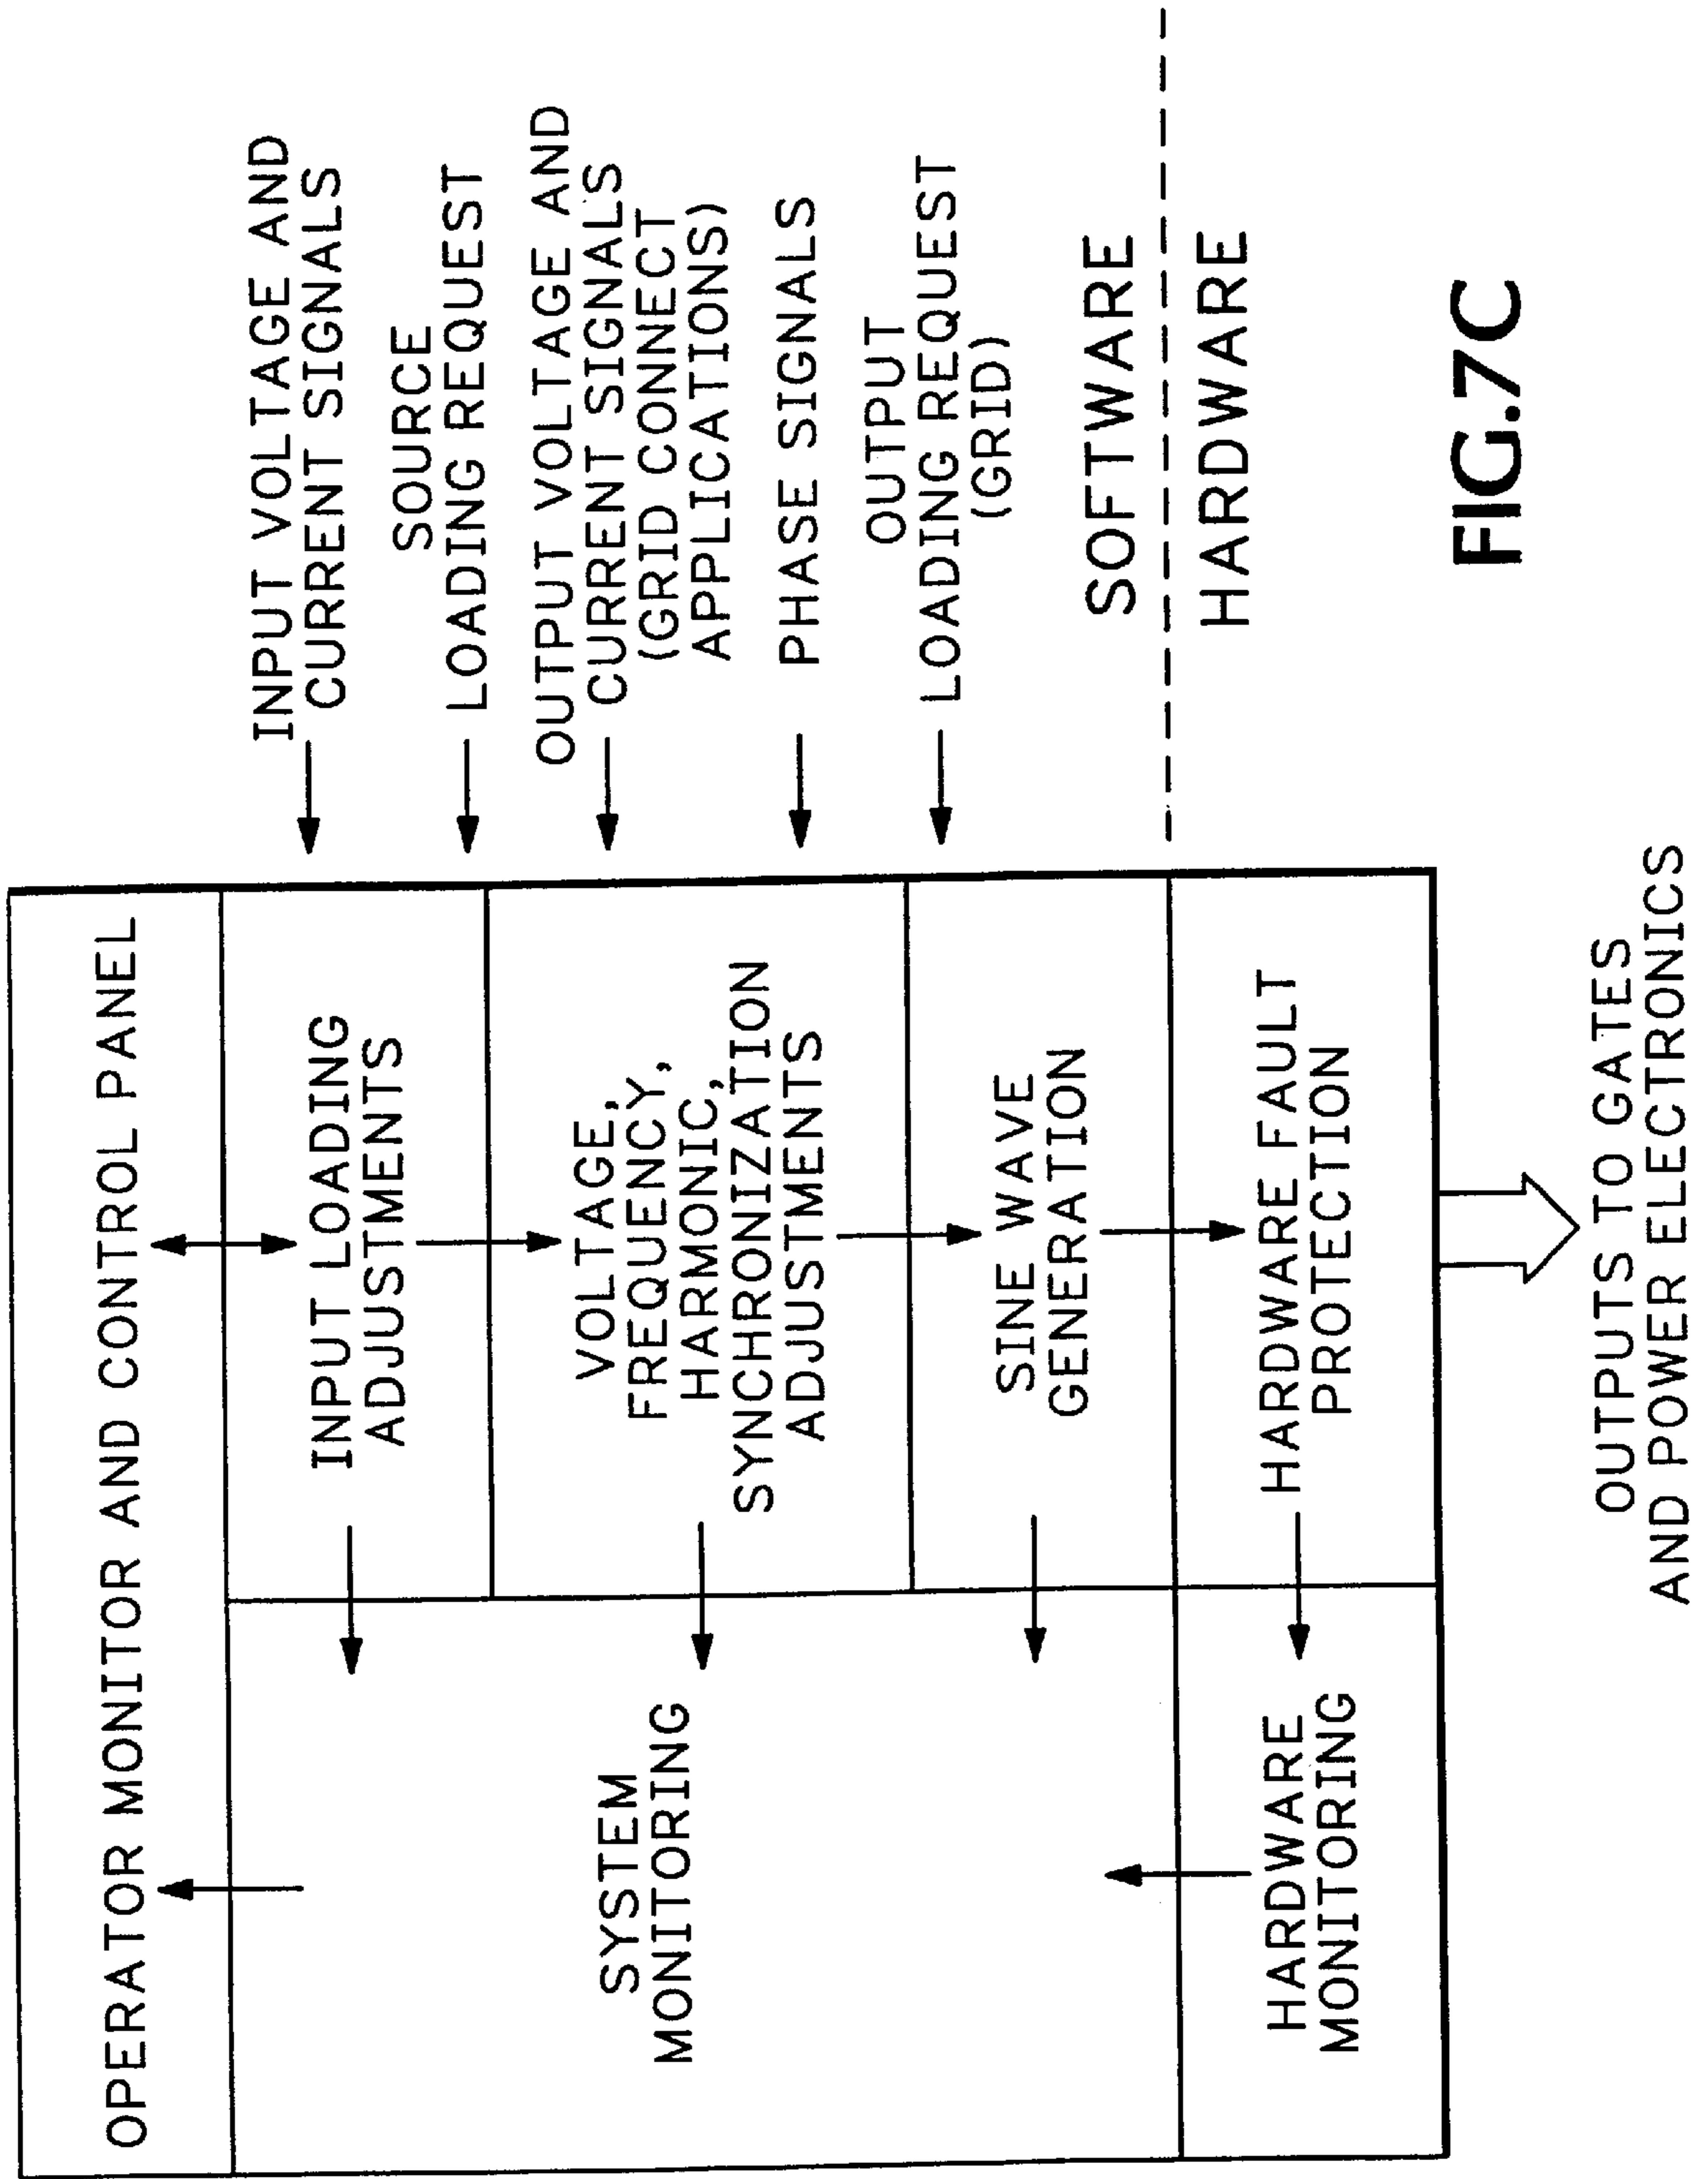 OPERATOR MONITOR AND CONTROL PANEL
INPUT LOADING
ADJUSTMENTS
VOLTAGE,
FREQUENCY,
HARMONIC,
SYNCHRONIZATION
ADJUSTMENTS
SINE WAVE
GENERATION
HARDWARE FAULT
PROTECTION
SYSTEM
MONITORING
HARDWARE
MONITORING
INPUT VOLTAGE AND
CURRENT SIGNALS
SOURCE
LOADING REQUEST
OUTPUT VOLTAGE AND
CURRENT SIGNALS
(GRID CONNECT
APPLICATIONS)
PHASE SIGNALS
OUTPUT
LOADING REQUEST
(GRID)
SOFTWARE
HARDWARE
OUTPUTS TO GATES
AND POWER ELECTRONICS
FIG.7C